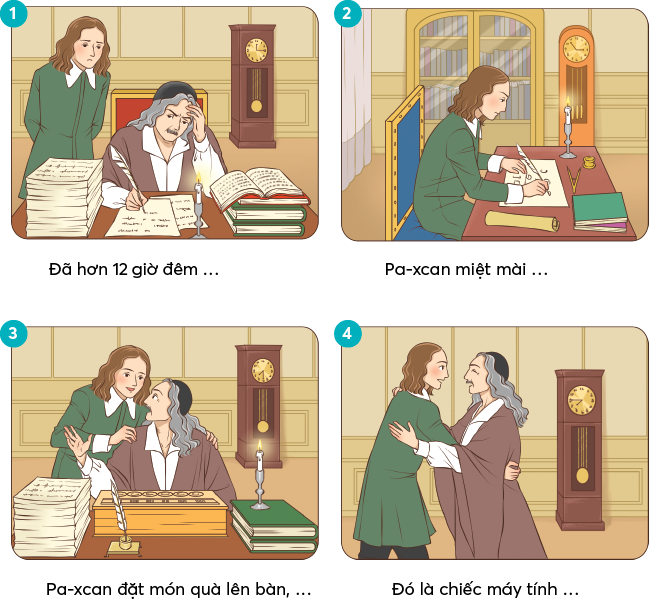 1
2
Đã hơn 12 giờ đêm ...
Pa-xcan miệt mài ...
3
4
Pa-xcan đặt món quà lên bàn, ...
Đó là chiếc máy tính ...